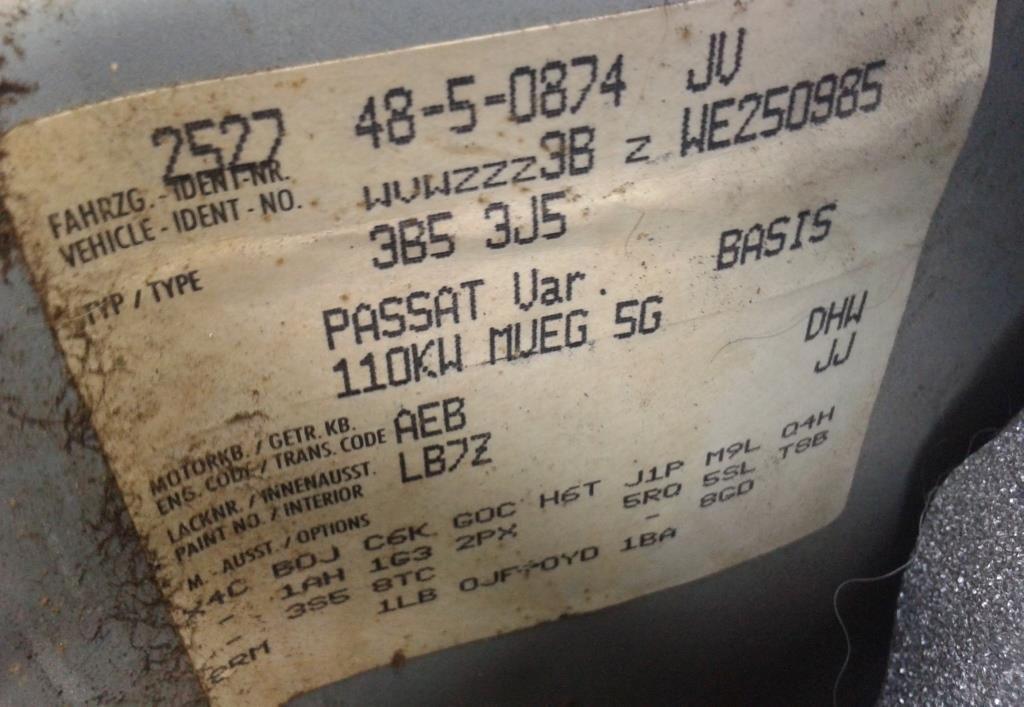 2527 48-5-0874 JV
FAHRZG.-IDENT-NR.
VEHICLE-IDENT-NO. WVWZZZ3B Z WE250985
TYP / TYPE 3B5 3J5
PASSAT Var. BASIS
110KW MVEG 5G
MOTORKB. / GETR. KB.
ENG. CODE / TRANS. CODE AEB DHW
LACKNR. / INNENAUSST.
PAINT NO. / INTERIOR LB7Z JJ
M. AUSST. / OPTIONS
X4C B0J C6K G0C H6T J1P M9L Q4H
- 1AH 1G3 2PX 5RQ 5SL T8B
- 3S5 8TC - 8GD
1LB 0JF 0YD 1BA